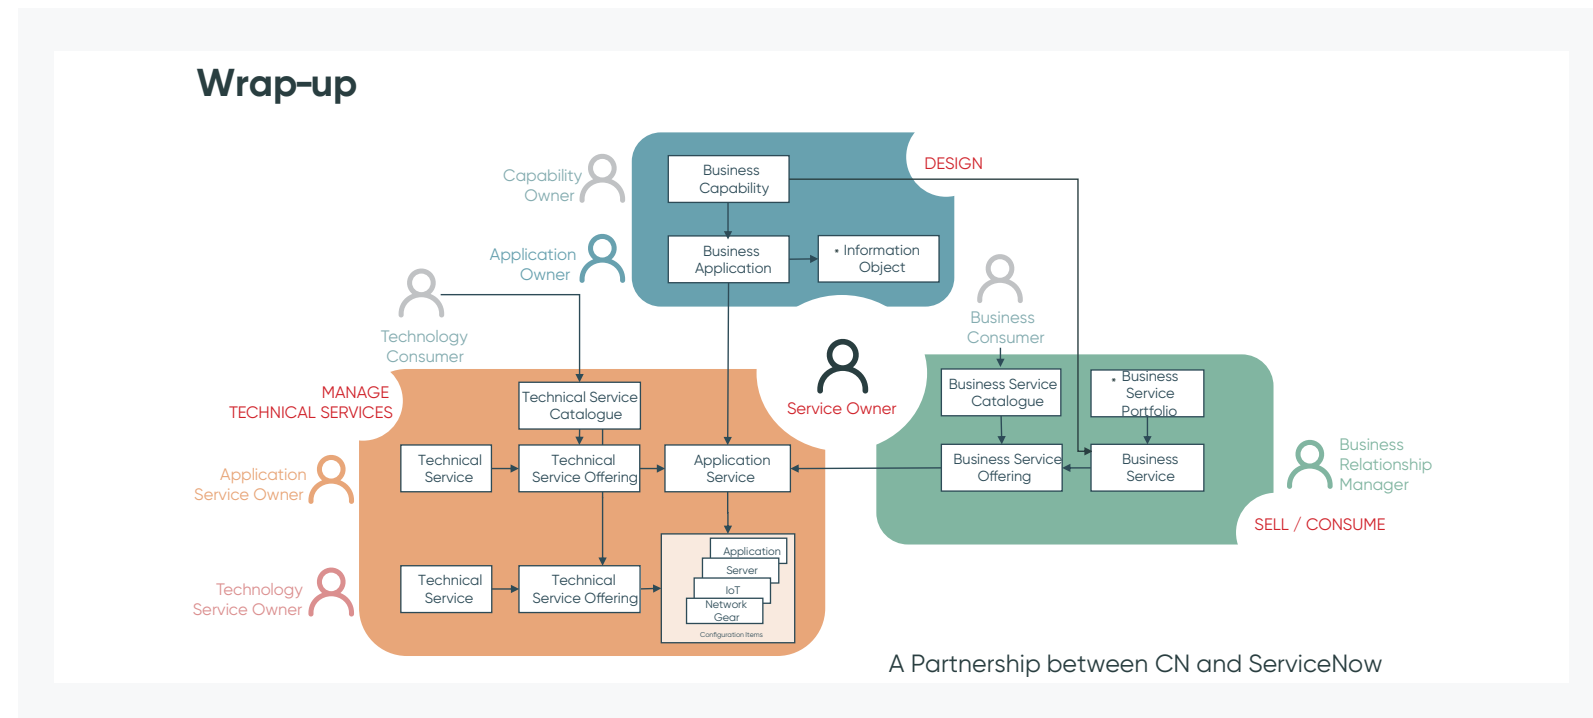 Wrap-up
Business
Capability
DESIGN
Capability
Owner
Business
Application
• Information
Object
Application
Owner
Technology
Consumer
Business
Consumer
Service Owner
MANAGE
TECHNICAL SERVICES
Technical Service
Catalogue
Business Service
Catalogue
• Business
Service
Portfolio
Technical
Service
Technical
Service Offering
Application
Service
Business Service
Offering
Business
Service
Business
Relationship
Manager
Application
Service Owner
SELL / CONSUME
Technical
Service
Technical
Service Offering
Application
Server
IoT
Network
Gear
Configuration Items
Technology
Service Owner
A Partnership between CN and ServiceNow